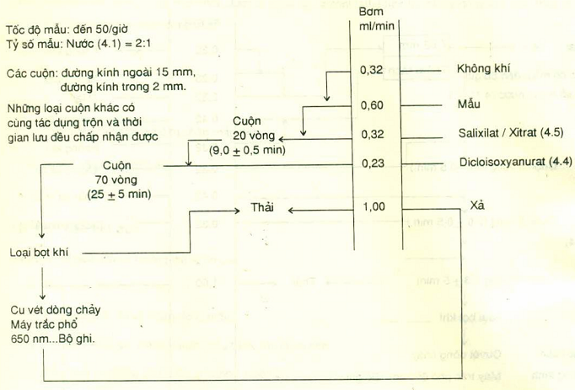 Bơm
ml/min
Tốc độ mẫu: đến 50/giờ
Tỷ số mẫu: Nước (4.1) = 2:1
Các cuộn: đường kính ngoài 15 mm,
đường kính trong 2 mm.
Những loại cuộn khác có
cùng tác dụng trộn và thời
gian lưu đều chấp nhận được
0,32
Không khí
0,60
Mẫu
Cuộn
20 vòng
(9,0 ± 0,5 min)
0,32
Salixilat / Xitrat (4.5)
0,23
Dicloisoxyanurat (4.4)
Cuộn
70 vòng
(25 ± 5 min)
Thải
1,00
Xả
Loại bọt khí
Cu vét dòng chảy
Máy trắc phổ
650 nm...Bộ ghi.